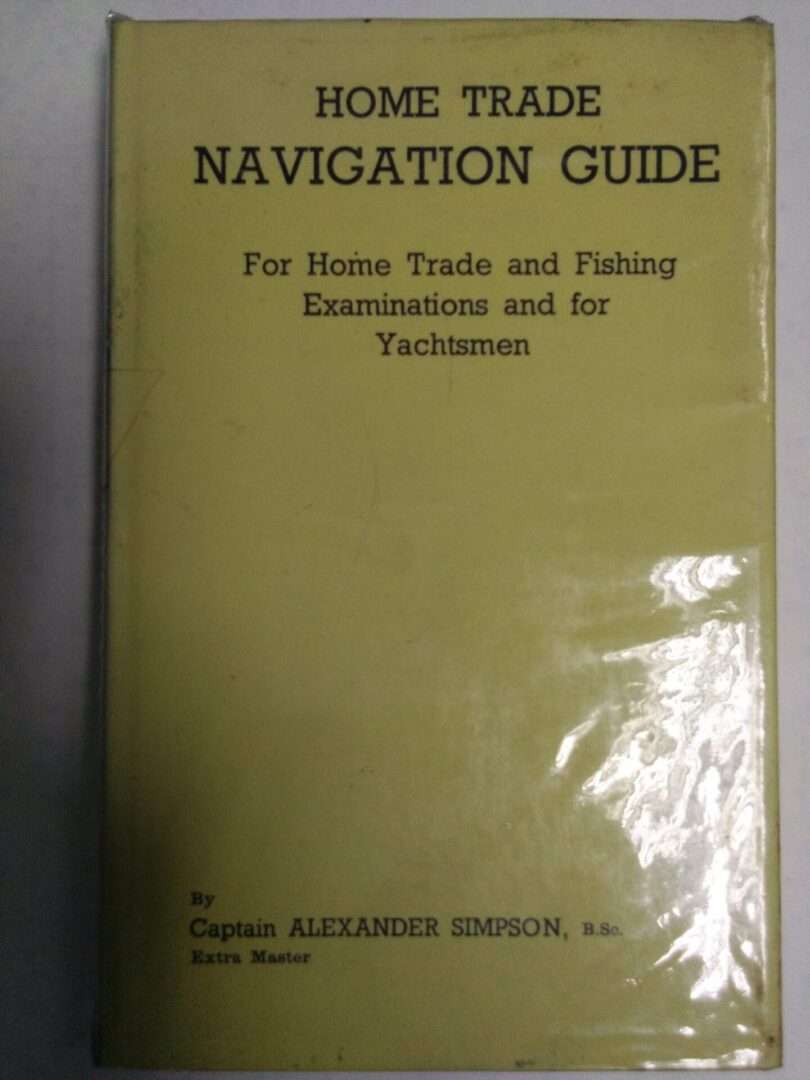 HOME TRADE
NAVIGATION GUIDE
For Home Trade and Fishing
Examinations and for
Yachtsmen
By
Captain ALEXANDER SIMPSON, B.Sc.
Extra Master